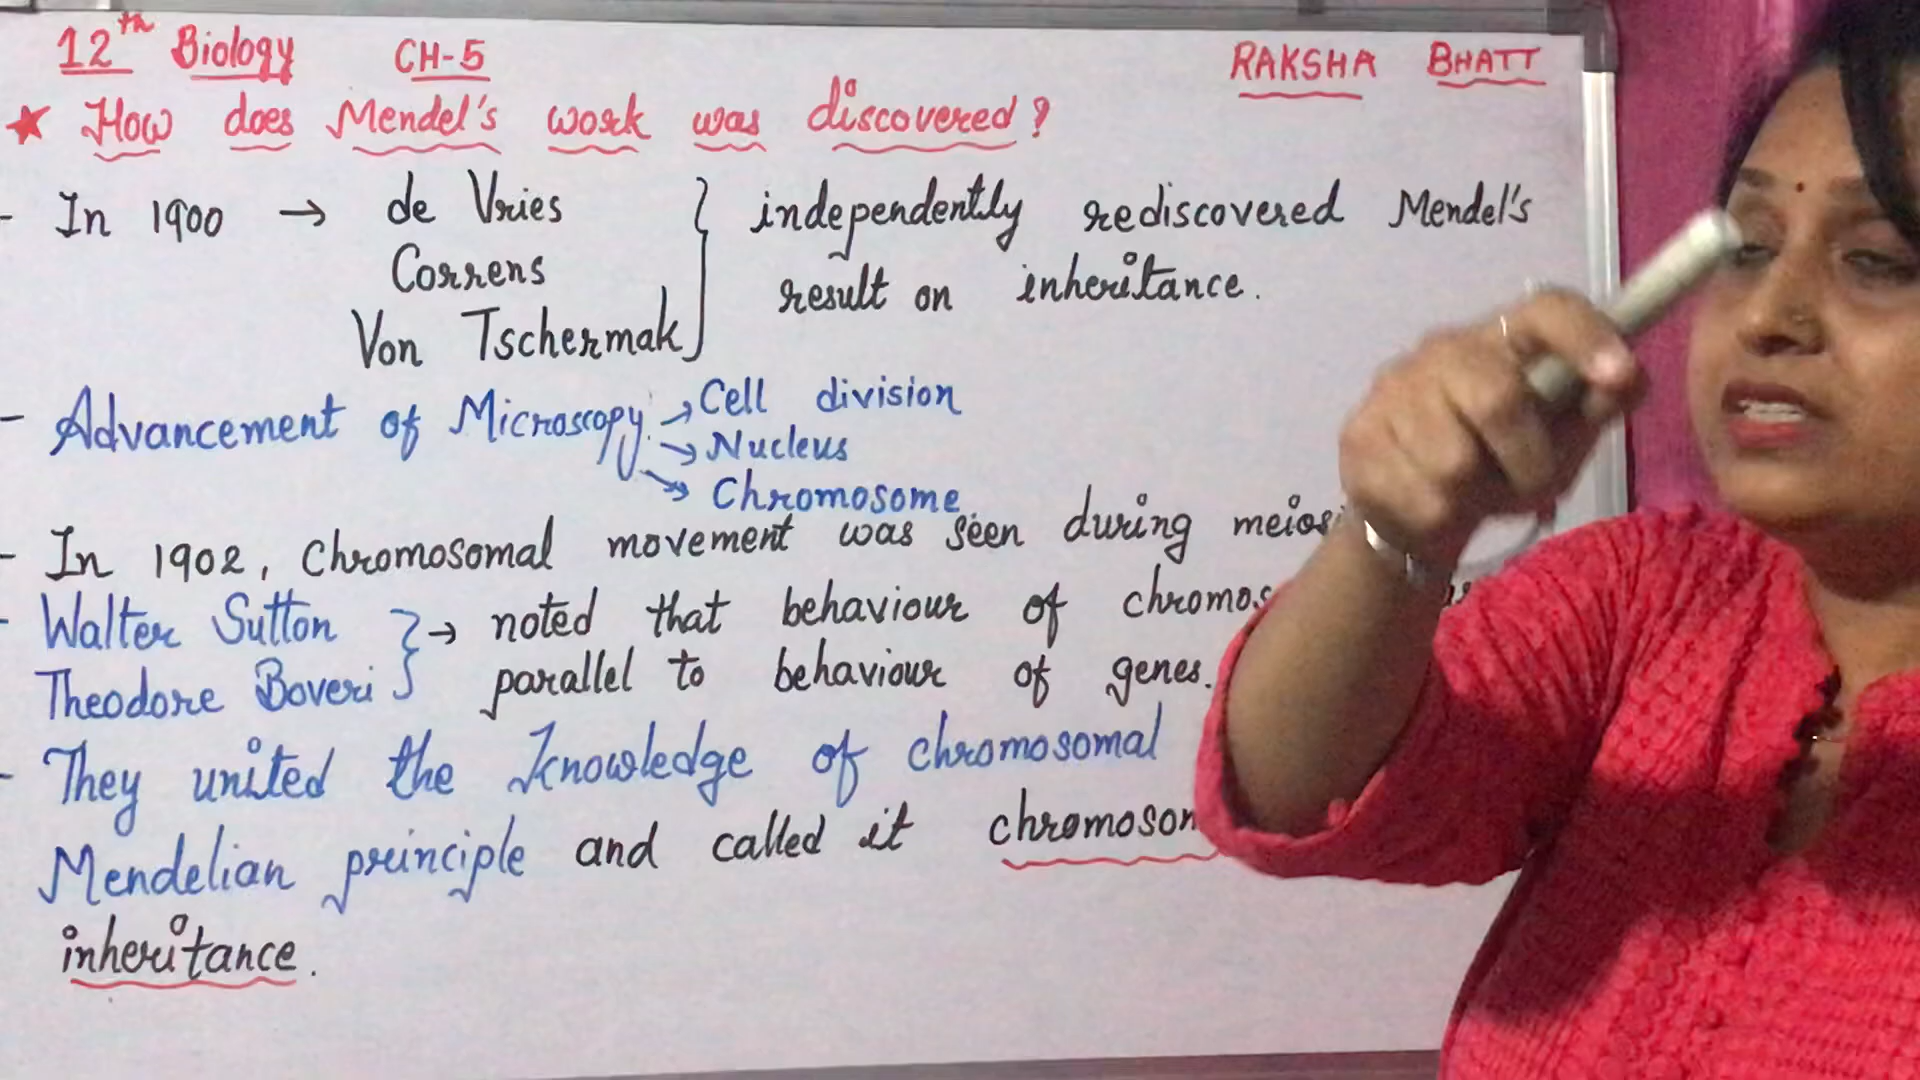 12th Biology CH-5 RAKSHA BHATT
★ How does Mendel's work was discovered?
- In 1900 → de Vries } independently rediscovered Mendel's
Correns result on inheritance.
Von Tschermak
- Advancement of Microscopy → Cell division
→ Nucleus
→ Chromosome
- In 1902, Chromosomal movement was seen during
- Walter Sutton } → noted that behaviour of
Theodore Boveri parallel to behaviour of genes.
- They united the Knowledge of chromosomal
Mendelian principle and called it
inheritance.